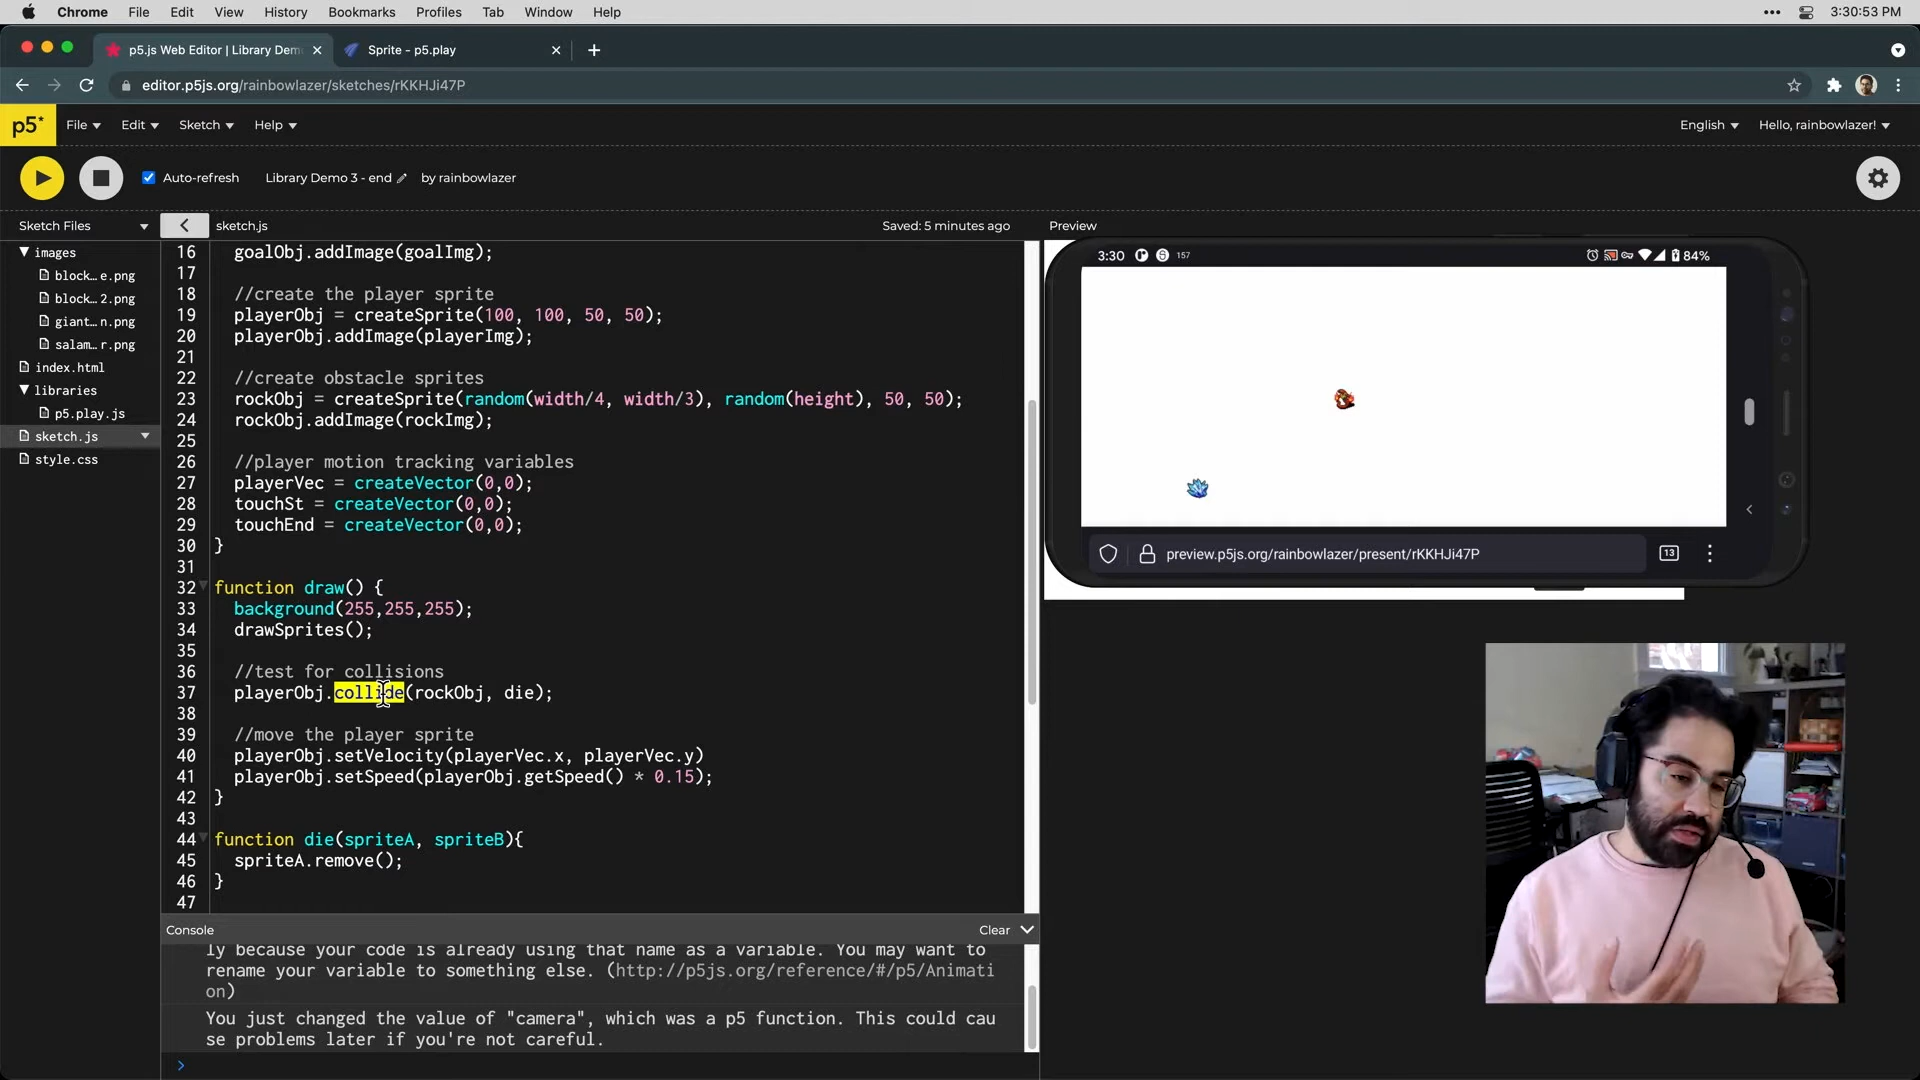 Chrome File Edit View History Bookmarks Profiles Tab Window Help 3:30:53 PM
p5.js Web Editor | Library Dem
Sprite - p5.play
editor.p5js.org/rainbowlazer/sketches/rKKHJi47P
p5* File Edit Sketch Help English Hello, rainbowlazer!
Auto-refresh Library Demo 3 - end by rainbowlazer
Sketch Files
sketch.js
Saved: 5 minutes ago
Preview
images
block…e.png
block…2.png
giant…n.png
salam…r.png
index.html
libraries
p5.play.js
sketch.js
style.css
16 goalObj.addImage(goalImg);
17
18 //create the player sprite
19 playerObj = createSprite(100, 100, 50, 50);
20 playerObj.addImage(playerImg);
21
22 //create obstacle sprites
23 rockObj = createSprite(random(width/4, width/3), random(height), 50, 50);
24 rockObj.addImage(rockImg);
25
26 //player motion tracking variables
27 playerVec = createVector(0,0);
28 touchSt = createVector(0,0);
29 touchEnd = createVector(0,0);
30 }
31
32 function draw() {
33 background(255,255,255);
34 drawSprites();
35
36 //test for collisions
37 playerObj.collide(rockObj, die);
38
39 //move the player sprite
40 playerObj.setVelocity(playerVec.x, playerVec.y)
41 playerObj.setSpeed(playerObj.getSpeed() * 0.15);
42 }
43
44 function die(spriteA, spriteB){
45 spriteA.remove();
46 }
47
Console
Clear
ly because your code is already using that name as a variable. You may want to
rename your variable to something else. (http://p5js.org/reference/#/p5/Animati
on)
You just changed the value of "camera", which was a p5 function. This could cau
se problems later if you're not careful.
>
3:30 157 84%
preview.p5js.org/rainbowlazer/present/rKKHJi47P
13